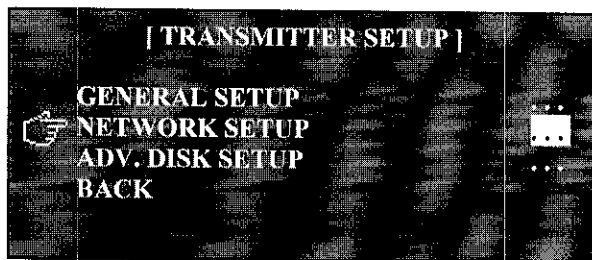 [ TRANSMITTER SETUP ]
GENERAL SETUP ...
NETWORK SETUP ...
ADV. DISK SETUP ...
BACK